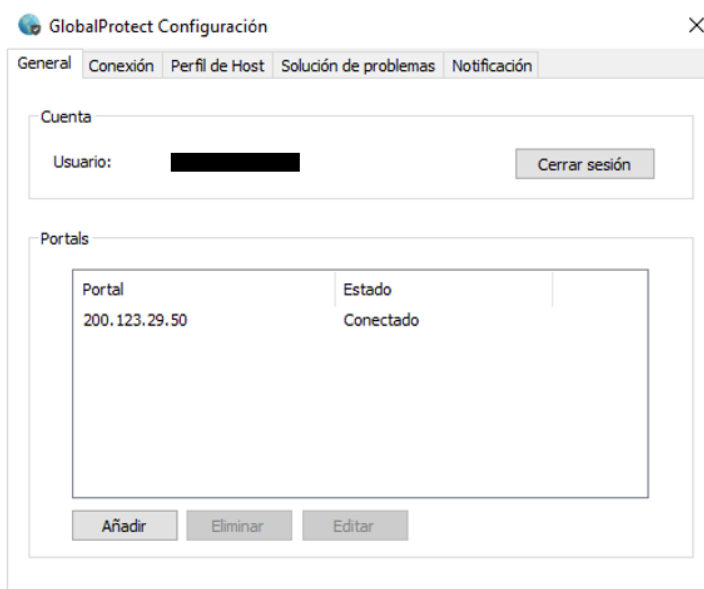 GlobalProtect Configuración
General Conexión Perfil de Host Solución de problemas Notificación
Cuenta
Usuario: Cerrar sesión
Portals
Portal Estado
200.123.29.50 Conectado
Añadir Eliminar Editar